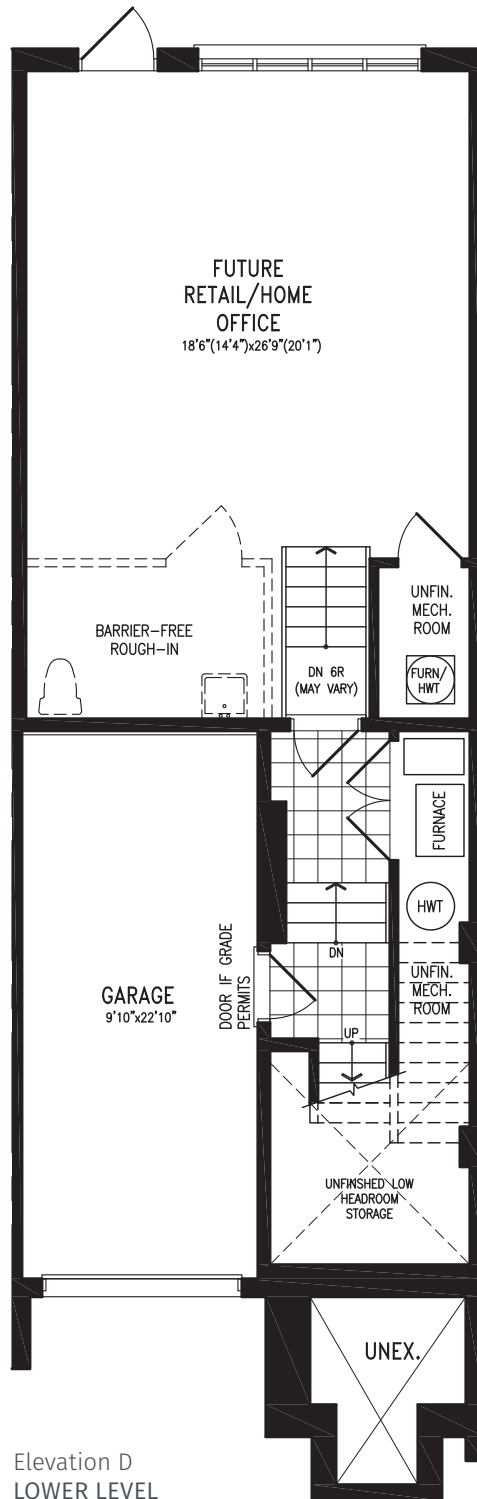 FUTURE
RETAIL/HOME
OFFICE
18'6"(14'4")x26'9"(20'1")
BARRIER-FREE
ROUGH-IN
DN 6R
(MAY VARY)
UNFIN.
MECH.
ROOM
FURN/
HWT
FURNACE
HWT
DN
UNFIN.
MECH.
ROOM
GARAGE
9'10"x22'10"
DOOR IF GRADE
PERMITS
UP
UNFINISHED LOW
HEADROOM
STORAGE
UNEX.
Elevation D
LOWER LEVEL